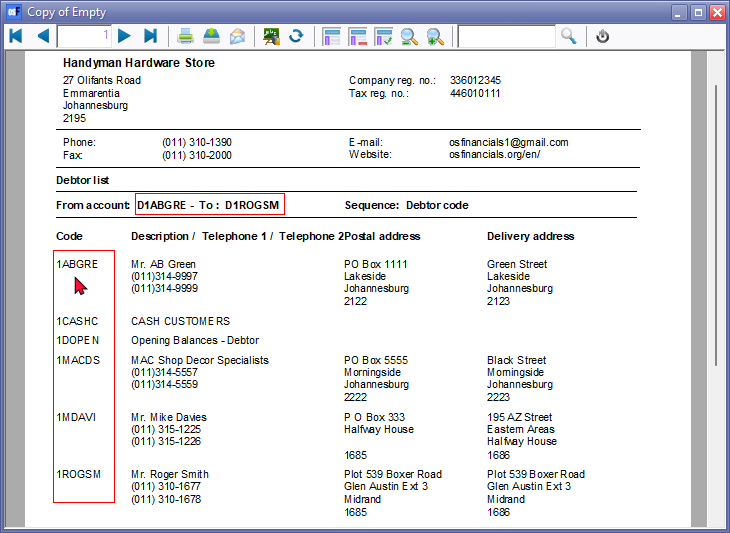 Copy of Empty
1
Handyman Hardware Store
27 Olifants Road Company reg. no.: 336012345
Emmarentia Tax reg. no.: 446010111
Johannesburg
2195
Phone: (011) 310-1390 E-mail: osfinancials1@gmail.com
Fax: (011) 310-2000 Website: osfinancials.org/en/
Debtor list
From account: D1ABGRE - To : D1ROGSM Sequence: Debtor code
Code Description / Telephone 1 / Telephone 2 Postal address Delivery address
1ABGRE Mr. AB Green PO Box 1111 Green Street
(011)314-9997 Lakeside Lakeside
(011)314-9999 Johannesburg Johannesburg
2122 2123
1CASHC CASH CUSTOMERS
1DOPEN Opening Balances - Debtor
1MACDS MAC Shop Decor Specialists PO Box 5555 Black Street
(011)314-5557 Morningside Morningside
(011)314-5559 Johannesburg Johannesburg
2222 2223
1MDAVI Mr. Mike Davies P O Box 333 195 AZ Street
(011) 315-1225 Halfway House Eastern Areas
(011) 315-1226 Halfway House
1685 1686
1ROGSM Mr. Roger Smith Plot 539 Boxer Road Plot 539 Boxer Road
(011) 310-1677 Glen Austin Ext 3 Glen Austin Ext 3
(011) 310-1678 Midrand Midrand
1685 1686